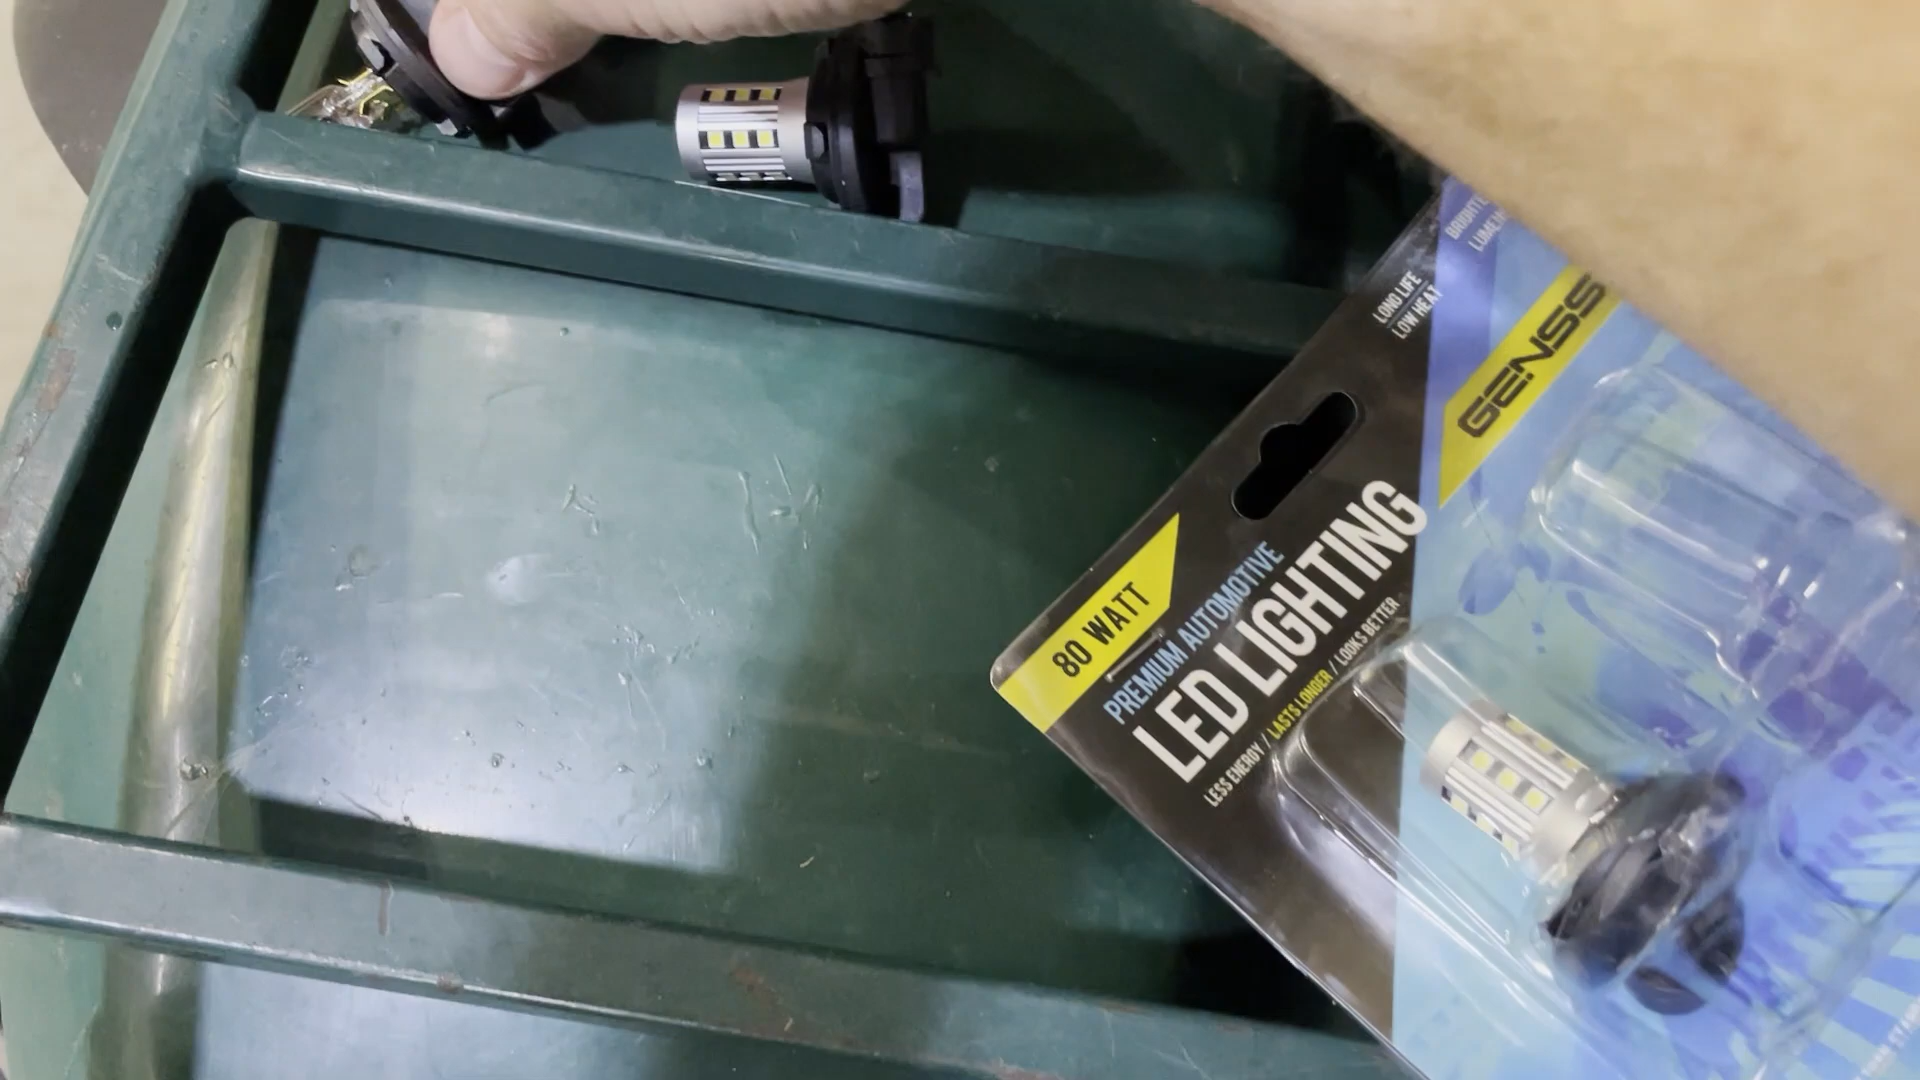 LONG LIFE
LOW HEAT
GENSS
80 WATT
PREMIUM AUTOMOTIVE
LED LIGHTING
LESS ENERGY / LASTS LONGER / LOOKS BETTER